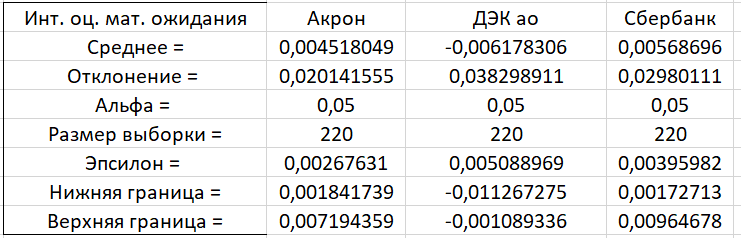 Инт. оц. мат. ожидания Акрон ДЭК ао Сбербанк
Среднее = 0,004518049 -0,006178306 0,00568696
Отклонение = 0,020141555 0,038298911 0,02980111
Альфа = 0,05 0,05 0,05
Размер выборки = 220 220 220
Эпсилон = 0,00267631 0,005088969 0,00395982
Нижняя граница = 0,001841739 -0,011267275 0,00172713
Верхняя граница = 0,007194359 -0,001089336 0,00964678